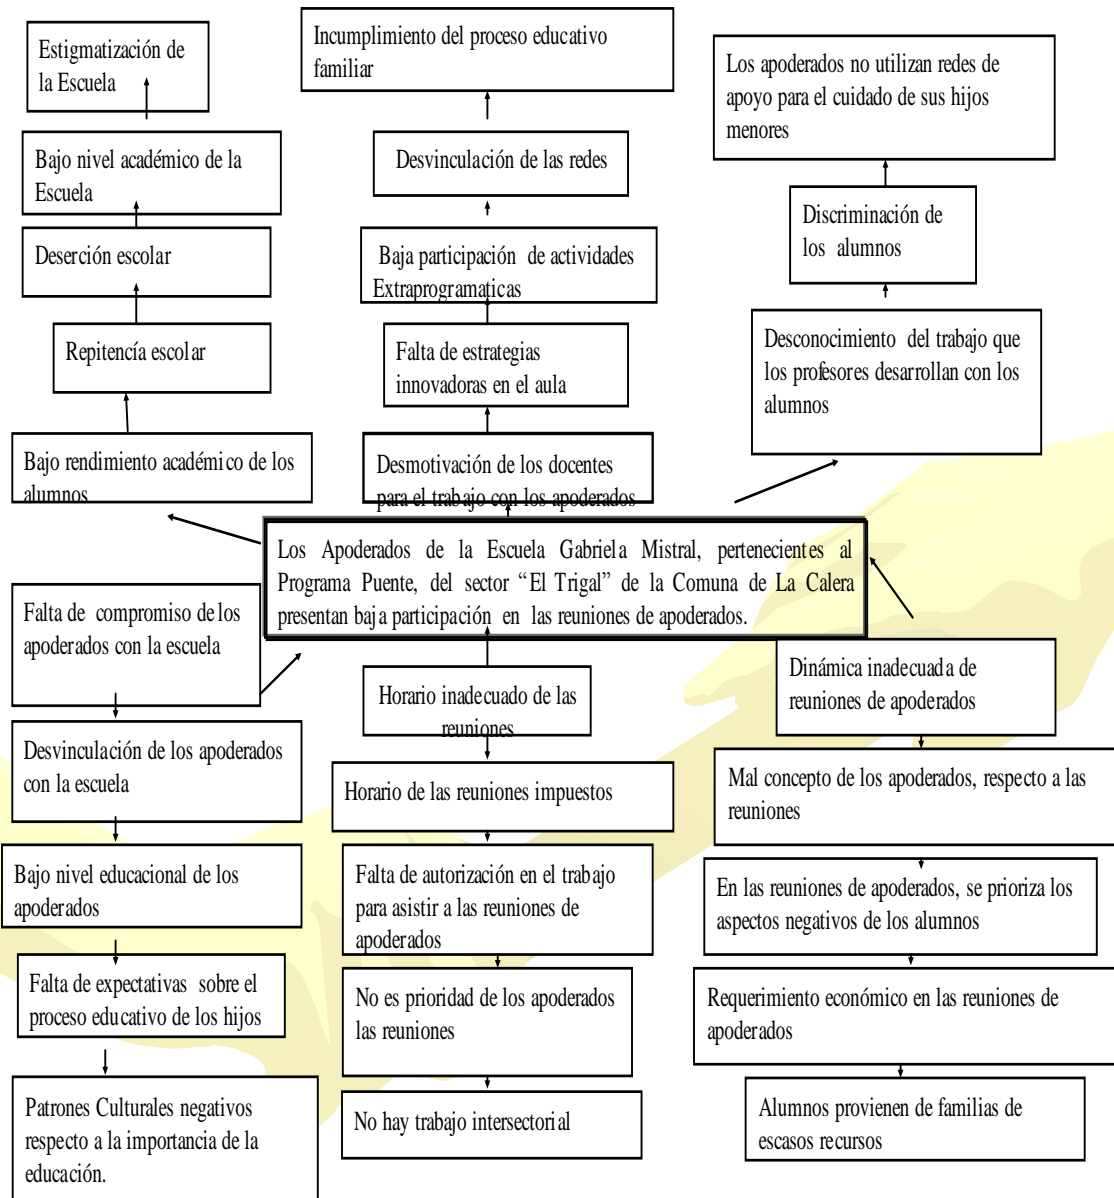 Estigmatización de
la Escuela
Incumplimiento del proceso educativo
familiar
Los apoderados no utilizan redes de
apoyo para el cuidado de sus hijos
menores
Bajo nivel académico de la
Escuela
Desvinculación de las redes
Discriminación de
los alumnos
Deserción escolar
Baja participación de actividades
Extraprogramaticas
Repitencía escolar
Falta de estrategias
innovadoras en el aula
Desconocimiento del trabajo que
los profesores desarrollan con los
alumnos
Bajo rendimiento académico de los
alumnos
Desmotivación de los docentes
para el trabajo con los apoderados
Los Apoderados de la Escuela Gabriela Mistral, pertenecientes al
Programa Puente, del sector “El Trigal” de la Comuna de La Calera
presentan baja participación en las reuniones de apoderados.
Falta de compromiso de los
apoderados con la escuela
Horario inadecuado de las
reuniones
Dinámica inadecuada de
reuniones de apoderados
Desvinculación de los apoderados
con la escuela
Horario de las reuniones impuestos
Mal concepto de los apoderados, respecto a las
reuniones
Bajo nivel educacional de los
apoderados
Falta de autorización en el trabajo
para asistir a las reuniones de
apoderados
En las reuniones de apoderados, se prioriza los
aspectos negativos de los alumnos
Falta de expectativas sobre el
proceso educativo de los hijos
No es prioridad de los apoderados
las reuniones
Requerimiento económico en las reuniones de
apoderados
Patrones Culturales negativos
respecto a la importancia de la
educación.
No hay trabajo intersectorial
Alumnos provienen de familias de
escasos recursos